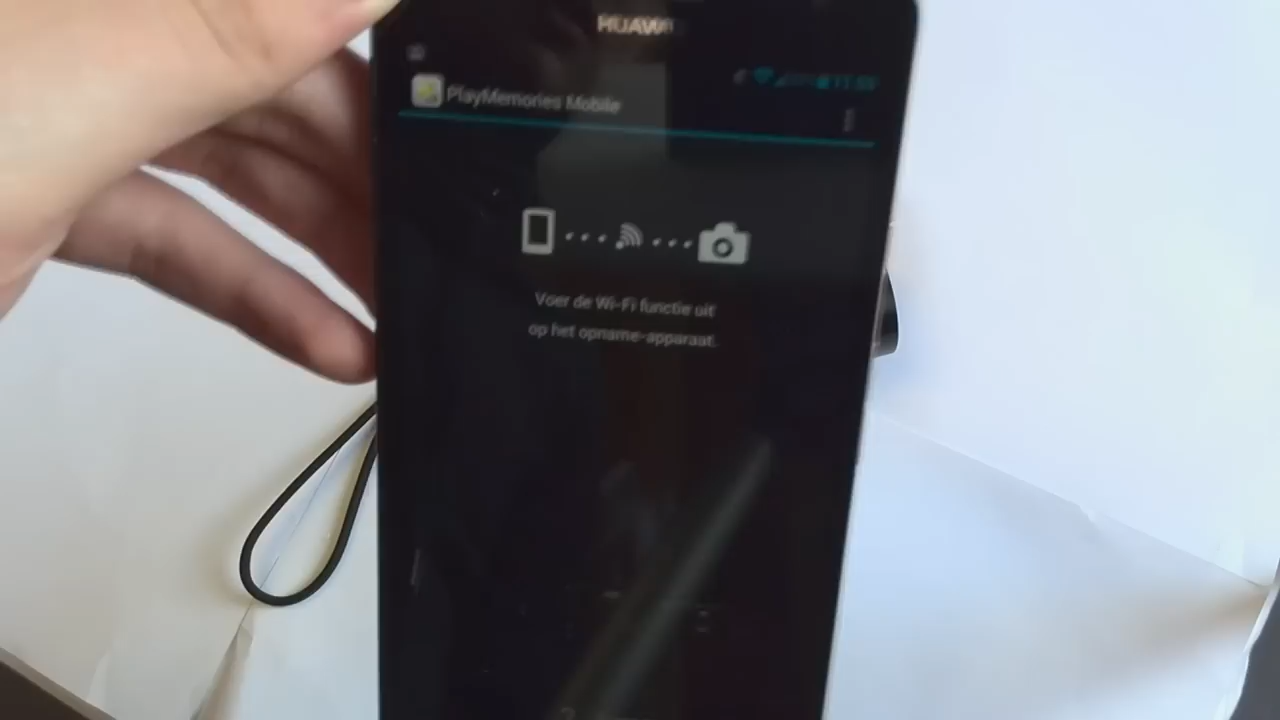 HUAWEI
PlayMemories Mobile
Voer de Wi-Fi functie uit
op het opname-apparaat.